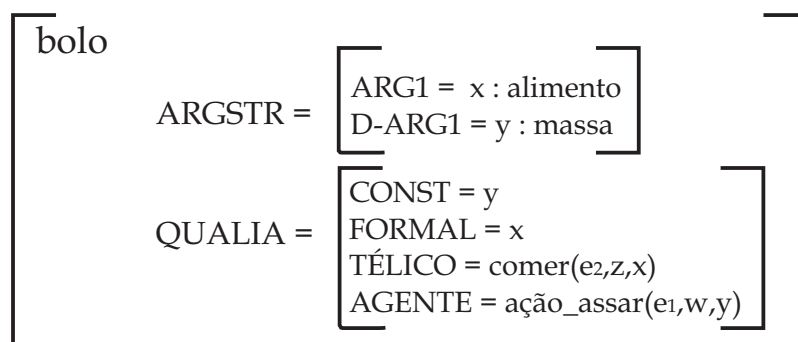 bolo
ARGSTR =
ARG1 = x : alimento
D-ARG1 = y : massa
QUALIA =
CONST = y
FORMAL = x
TÉLICO = comer(e2,z,x)
AGENTE = ação_assar(e1,w,y)